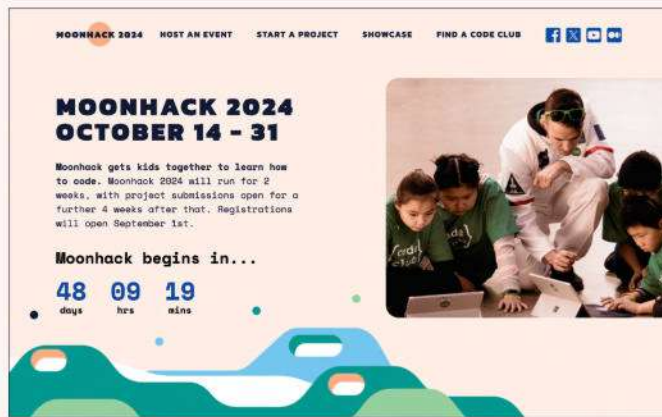 MOONHACK 2024
HOST AN EVENT
START A PROJECT
SHOWCASE
FIND A CODE CLUB
MOONHACK 2024
OCTOBER 14 - 31
Moonhack gets kids together to learn how
to code. Moonhack 2024 will run for 2
weeks, with project submissions open for a
further 4 weeks after that. Registrations
will open September 1st.
Moonhack begins in...
48 09 19
days hrs mins